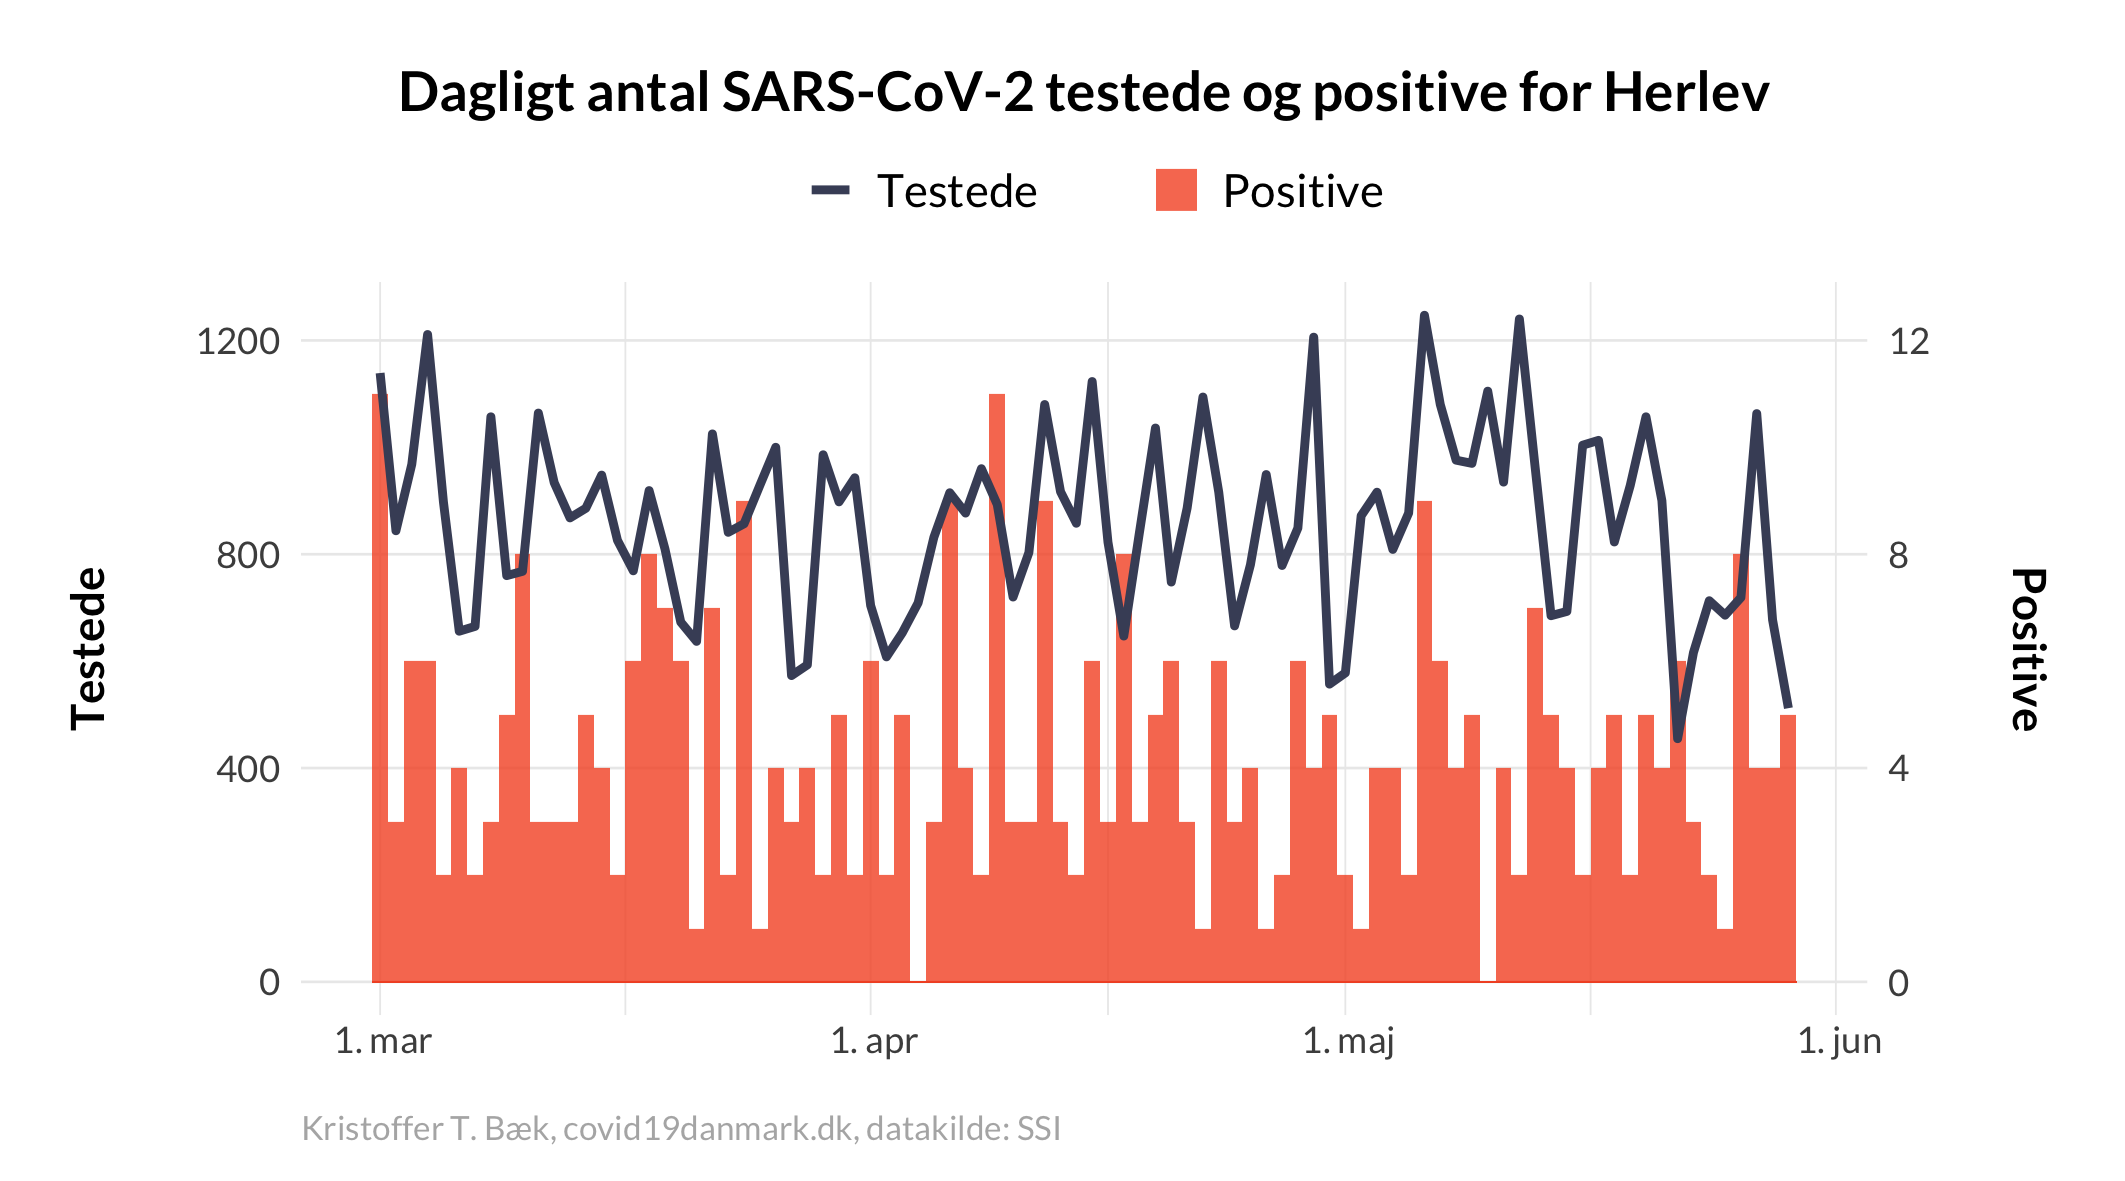 Dagligt antal SARS-CoV-2 testede og positive for Herlev
Testede
Positive
1200
800
400
0
Testede
12
8
4
0
Positive
1. mar
1. apr
1. maj
1. jun
Kristoffer T. Bæk, covid19danmark.dk, datakilde: SSI